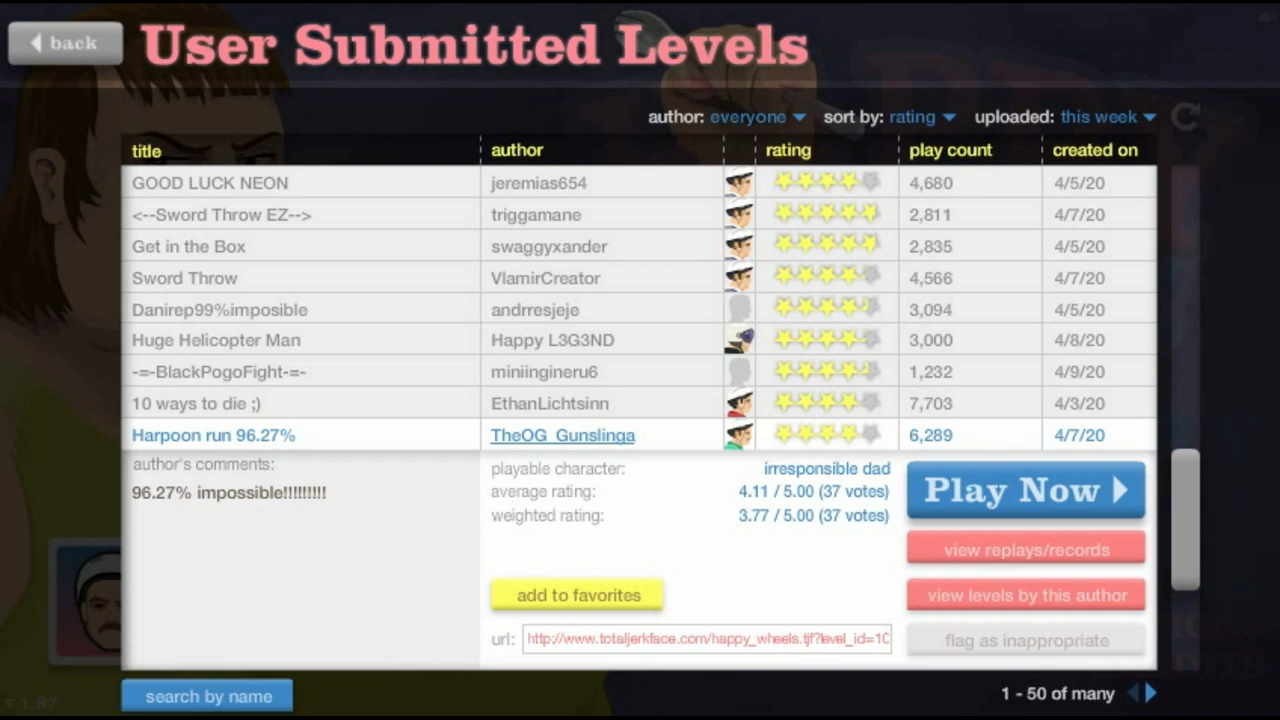 back
User Submitted Levels
author: everyone sort by: rating uploaded: this week
title author rating play count created on
GOOD LUCK NEON jeremias654 4,680 4/5/20
<--Sword Throw EZ--> triggamane 2,811 4/7/20
Get in the Box swaggyxander 2,835 4/5/20
Sword Throw VlamirCreator 4,566 4/7/20
Danirep99%imposible andrresjeje 3,094 4/5/20
Huge Helicopter Man Happy L3G3ND 3,000 4/8/20
-=-BlackPogoFight-=- miniingineru6 1,232 4/9/20
10 ways to die ;) EthanLichtsinn 7,703 4/3/20
Harpoon run 96.27% TheOG_Gunslinga 6,289 4/7/20
author's comments:
96.27% impossible!!!!!!!!!
playable character: irresponsible dad
average rating: 4.11 / 5.00 (37 votes)
weighted rating: 3.77 / 5.00 (37 votes)
Play Now
view replays/records
add to favorites
view levels by this author
url: http://www.totaljerkface.com/happy_wheels.tjf?level_id=10
flag as inappropriate
v 1.87
search by name
1 - 50 of many